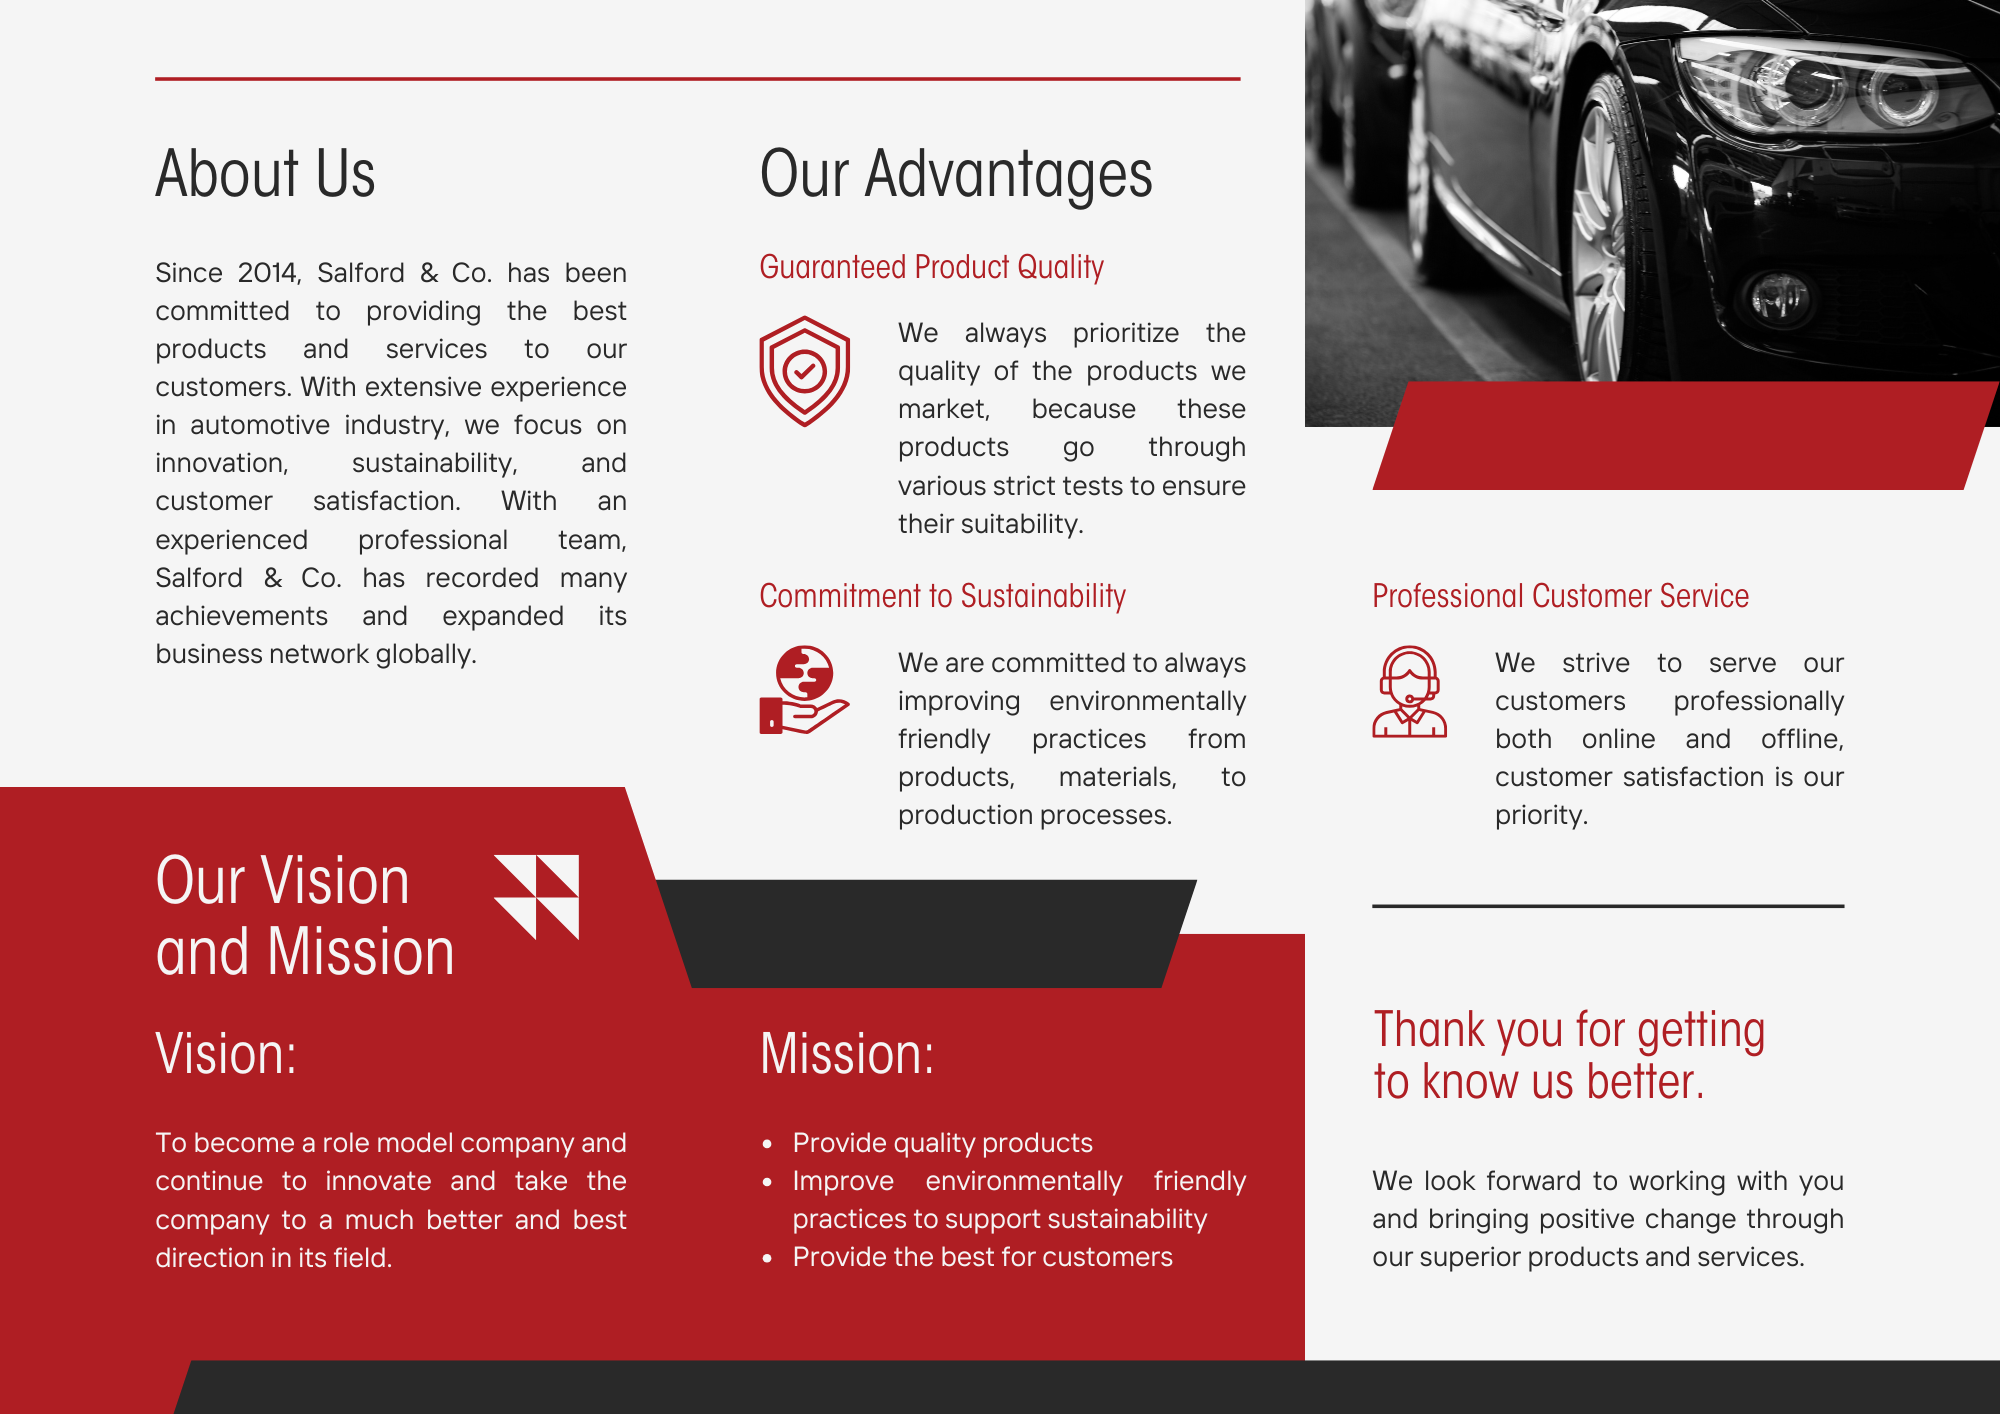 About Us
Since 2014, Salford & Co. has been
committed to providing the best
products and services to our
customers. With extensive experience
in automotive industry, we focus on
innovation, sustainability, and
customer satisfaction. With an
experienced professional team,
Salford & Co. has recorded many
achievements and expanded its
business network globally.
Our Vision
and Mission
Vision:
To become a role model company and
continue to innovate and take the
company to a much better and best
direction in its field.
Our Advantages
Guaranteed Product Quality
We always prioritize the
quality of the products we
market, because these
products go through
various strict tests to ensure
their suitability.
Commitment to Sustainability
We are committed to always
improving environmentally
friendly practices from
products, materials, to
production processes.
Mission:
• Provide quality products
• Improve environmentally friendly
practices to support sustainability
• Provide the best for customers
Professional Customer Service
We strive to serve our
customers professionally
both online and offline,
customer satisfaction is our
priority.
Thank you for getting
to know us better.
We look forward to working with you
and bringing positive change through
our superior products and services.